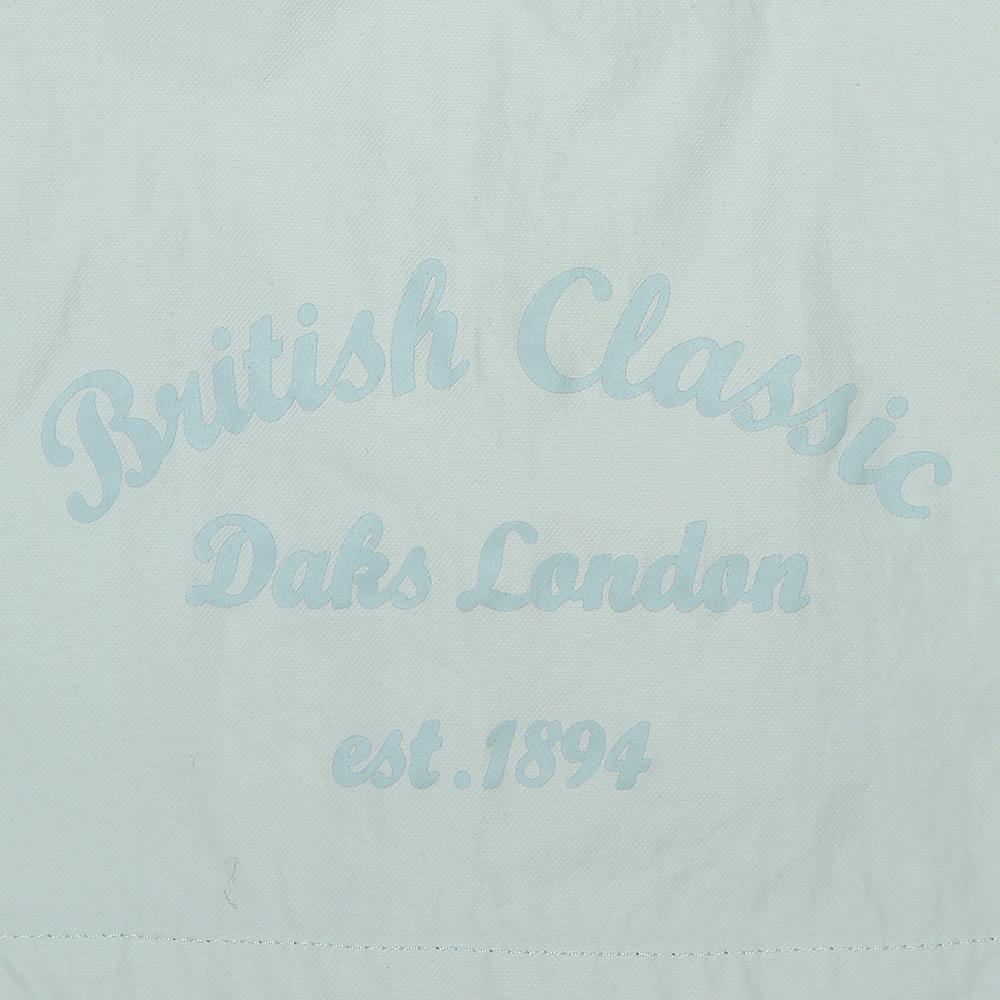 British Classic
Daks London
est.1894